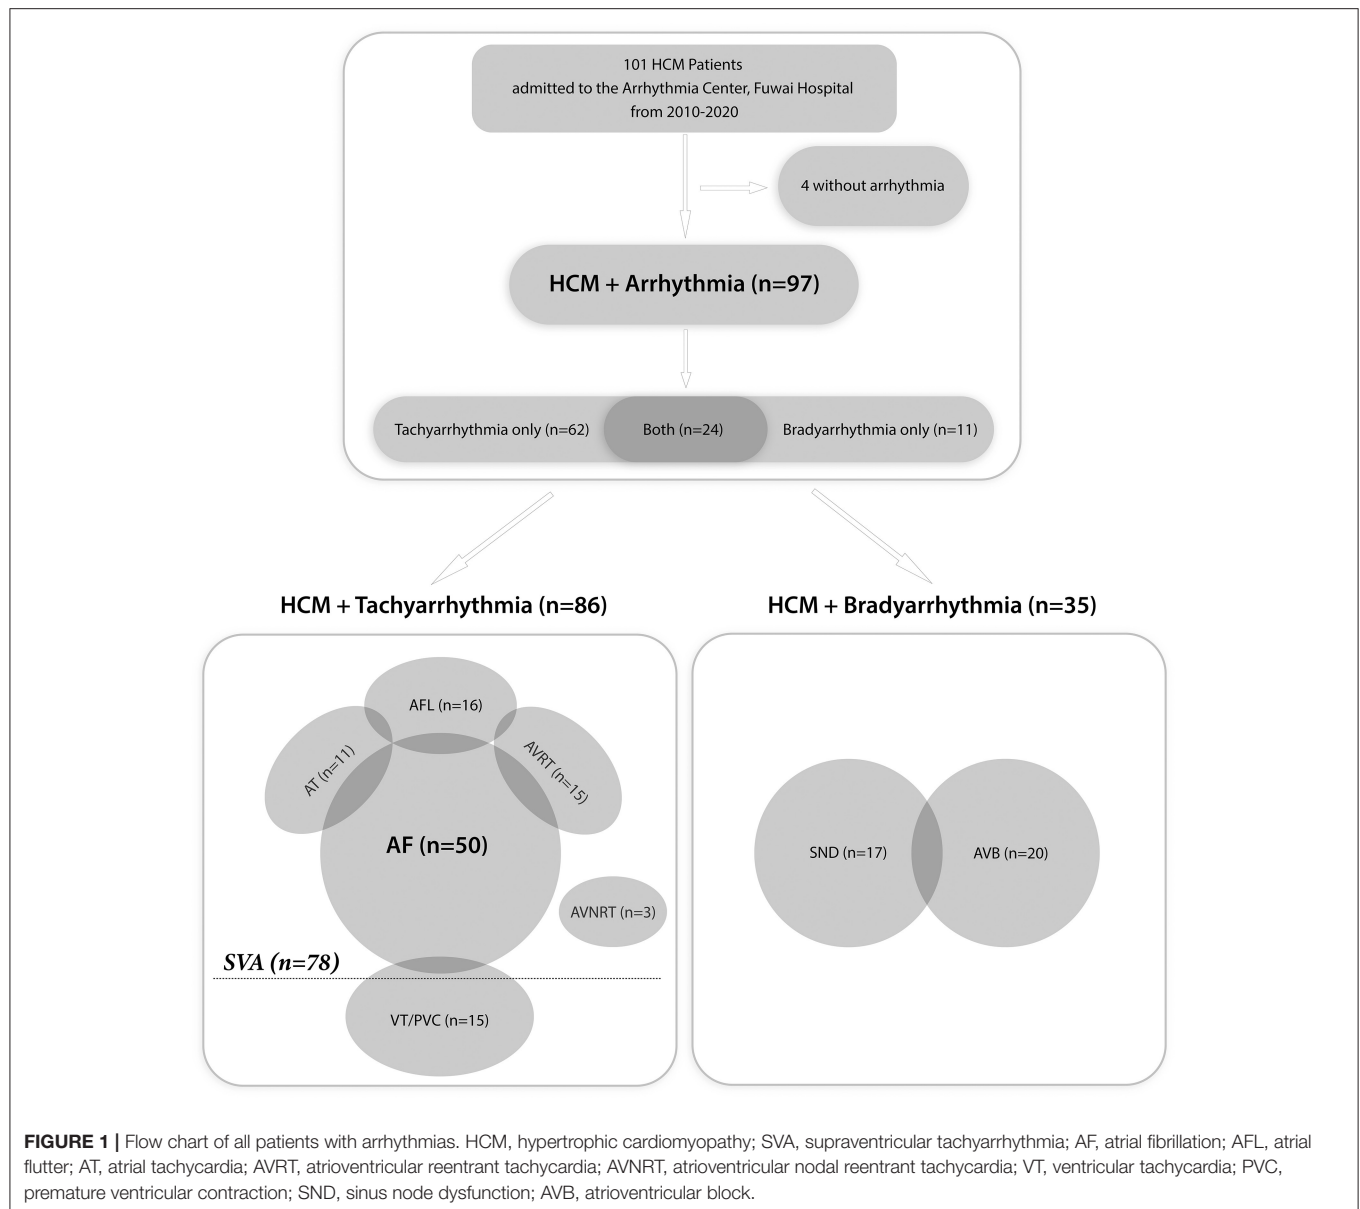 101 HCM Patients
admitted to the Arrhythmia Center, Fuwai Hospital
from 2010-2020
4 without arrhythmia
HCM + Arrhythmia (n=97)
Tachyarrhythmia only (n=62)
Both (n=24)
Bradyarrhythmia only (n=11)
HCM + Tachyarrhythmia (n=86)
HCM + Bradyarrhythmia (n=35)
AFL (n=16)
AT (n=11)
AVRT (n=15)
AF (n=50)
AVNRT (n=3)
SVA (n=78)
VT/PVC (n=15)
SND (n=17)
AVB (n=20)
FIGURE 1 | Flow chart of all patients with arrhythmias. HCM, hypertrophic cardiomyopathy; SVA, supraventricular tachyarrhythmia; AF, atrial fibrillation; AFL, atrial
flutter; AT, atrial tachycardia; AVRT, atrioventricular reentrant tachycardia; AVNRT, atrioventricular nodal reentrant tachycardia; VT, ventricular tachycardia; PVC,
premature ventricular contraction; SND, sinus node dysfunction; AVB, atrioventricular block.